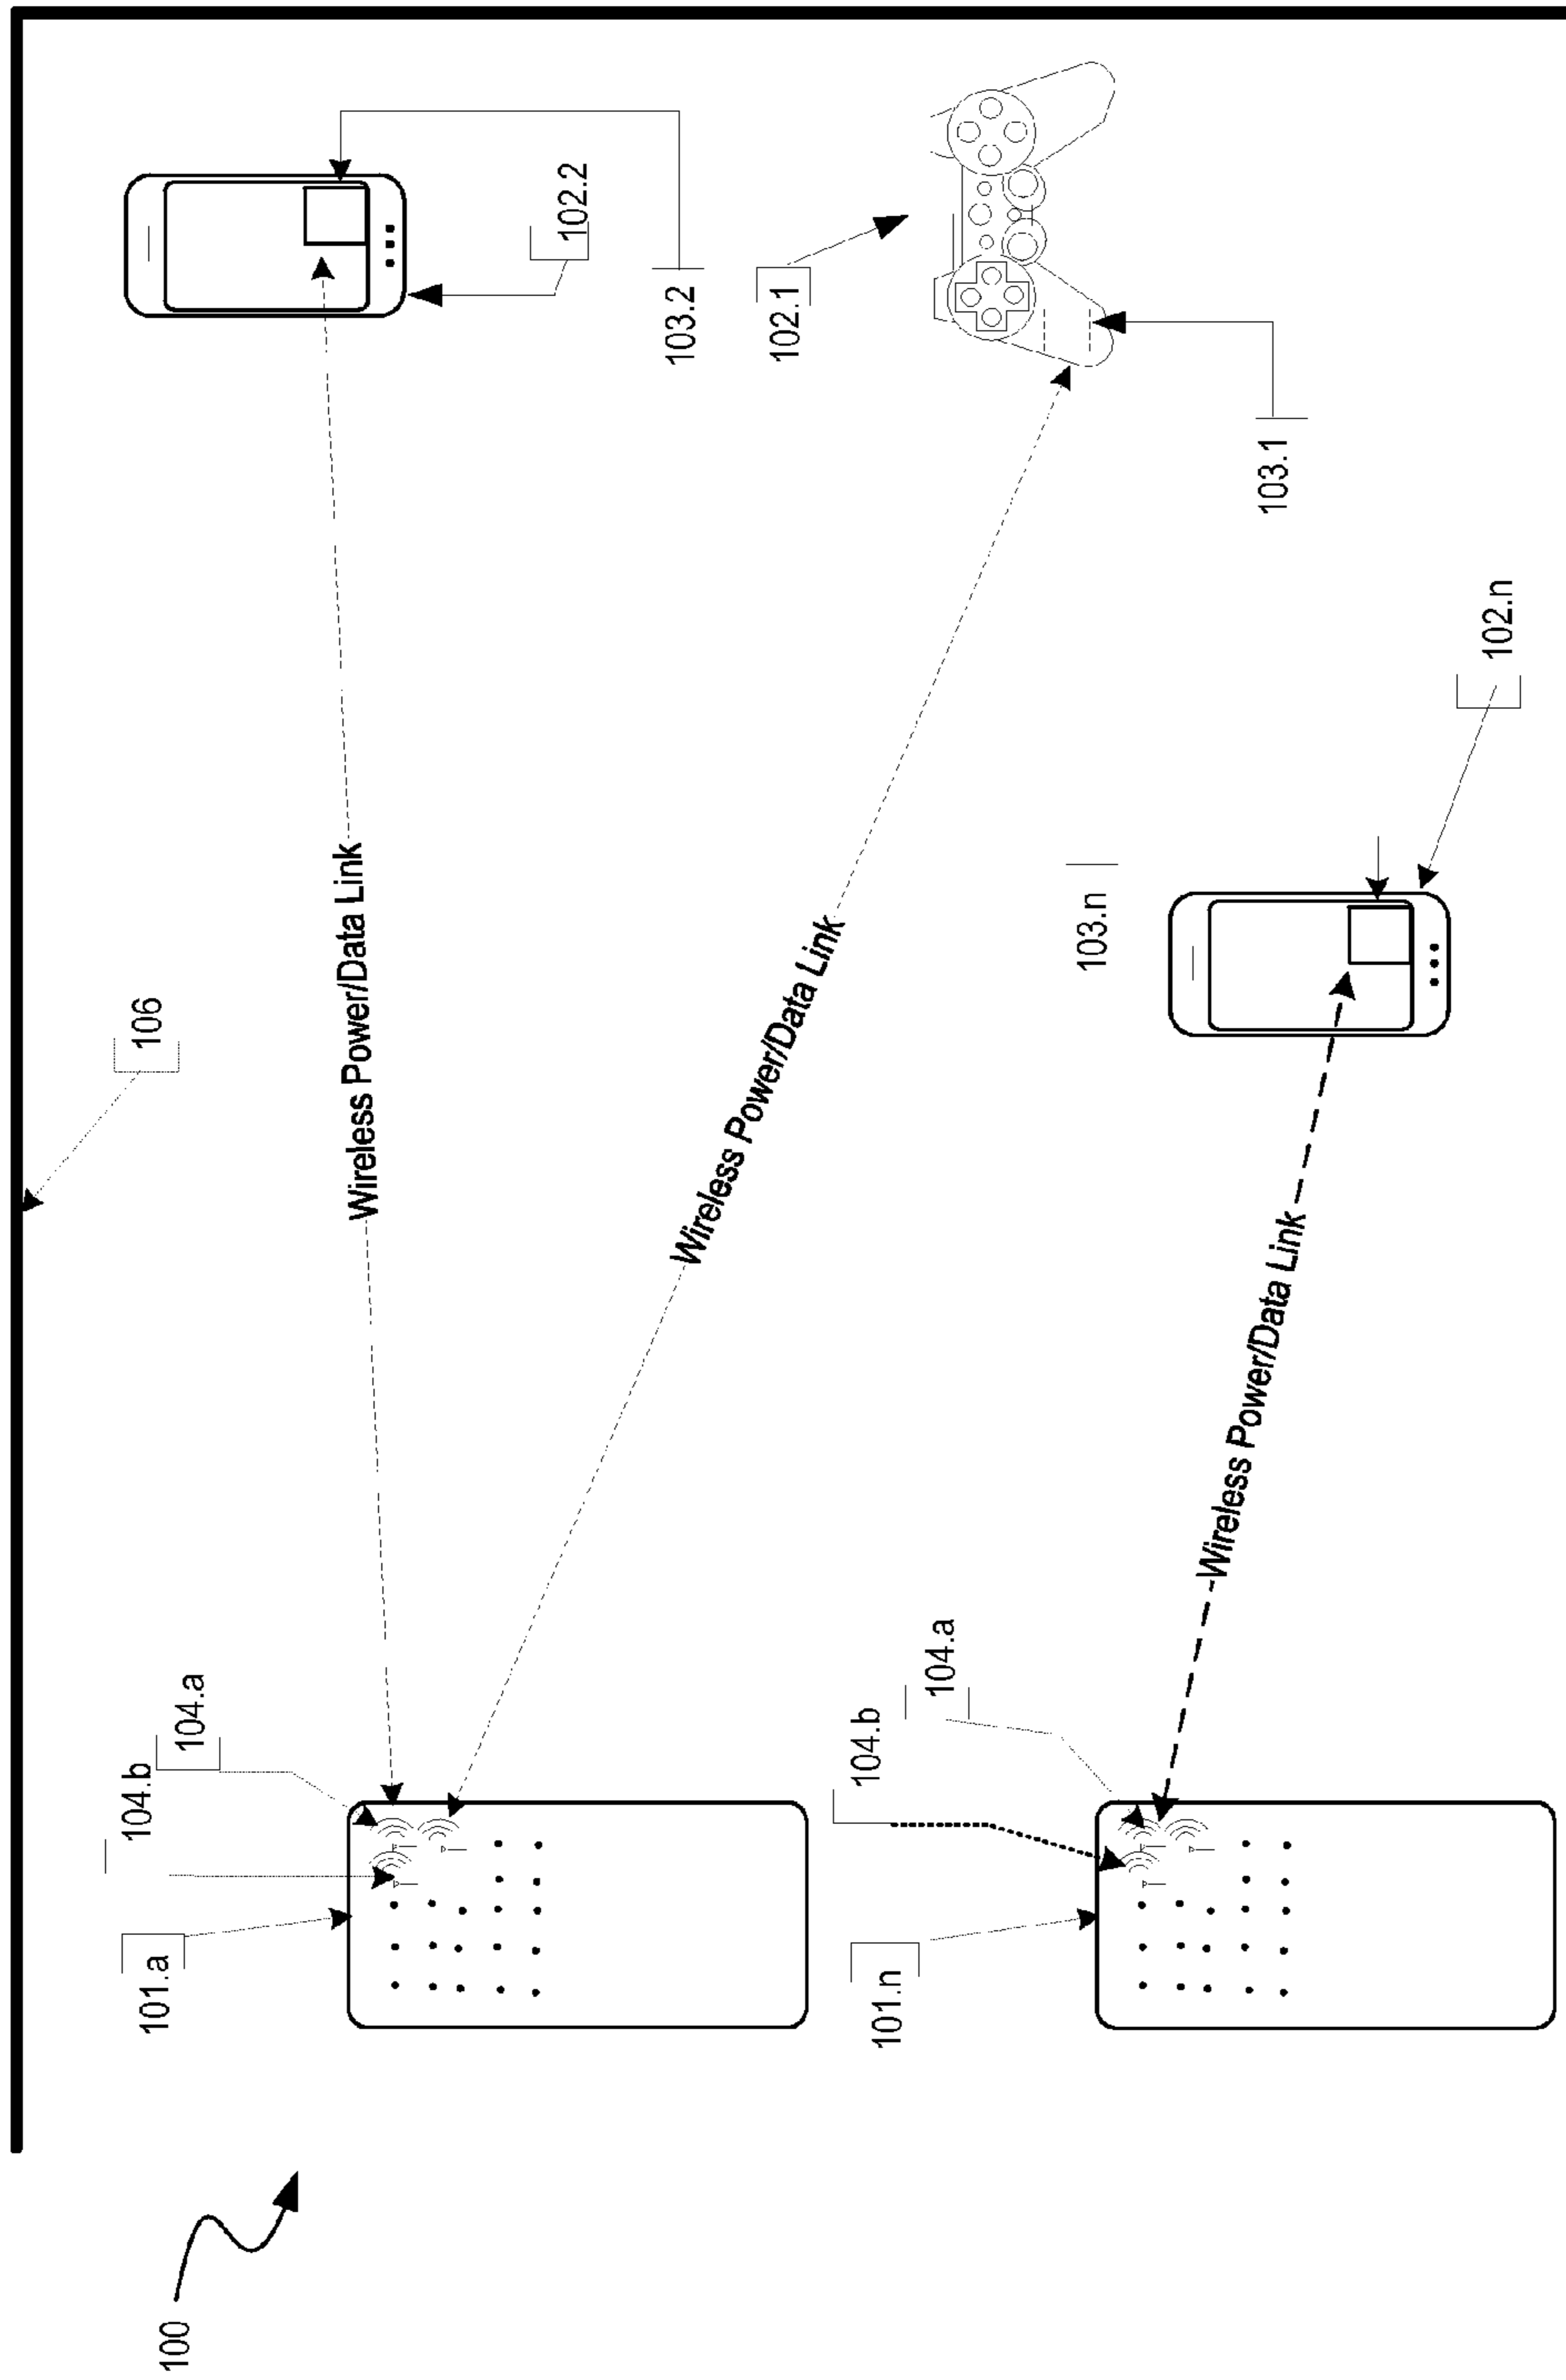 100
106
101.a
104.b
104.a
Wireless Power/Data Link
102.2
103.2
Wireless Power/Data Link
102.1
103.1
101.n
104.b
104.a
Wireless Power/Data Link
103.n
102.n